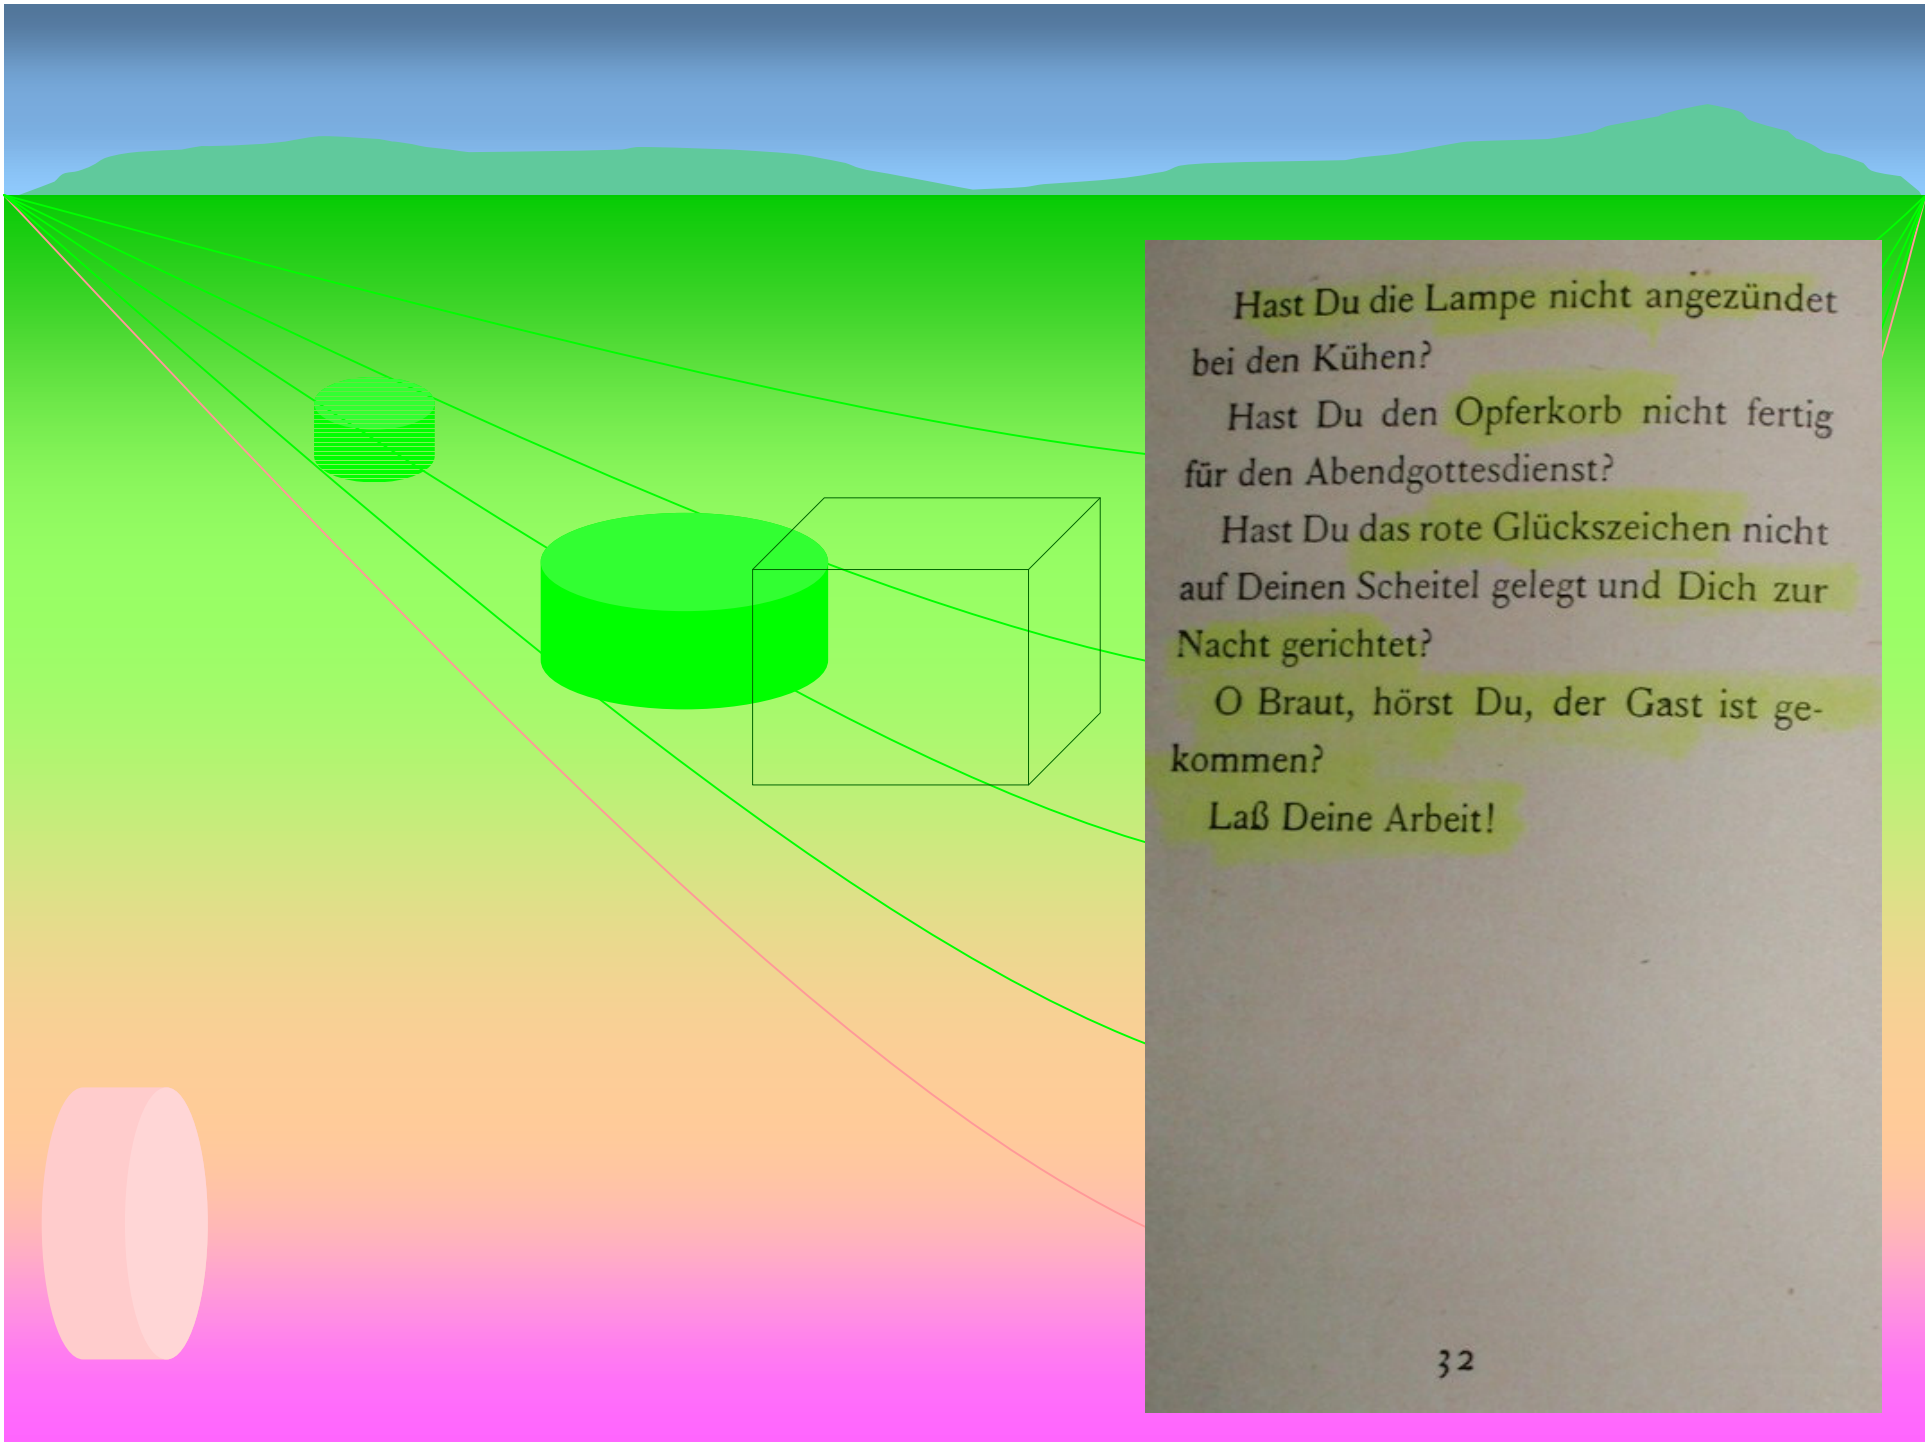 Hast Du die Lampe nicht angezündet
bei den Kühen?
Hast Du den Opferkorb nicht fertig
für den Abendgottesdienst?
Hast Du das rote Glückszeichen nicht
auf Deinen Scheitel gelegt und Dich zur
Nacht gerichtet?
O Braut, hörst Du, der Gast ist ge-
kommen?
Laß Deine Arbeit!
32